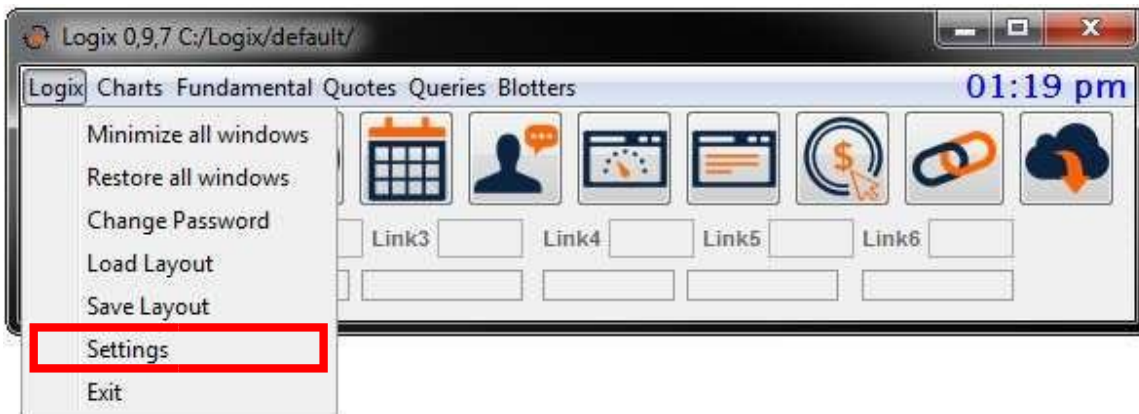 Logix 0,9,7 C:/Logix/default/
Logix Charts Fundamental Quotes Queries Blotters 01:19 pm
Minimize all windows
Restore all windows
Change Password
Load Layout
Save Layout
Settings
Exit
$
Link3 Link4 Link5 Link6